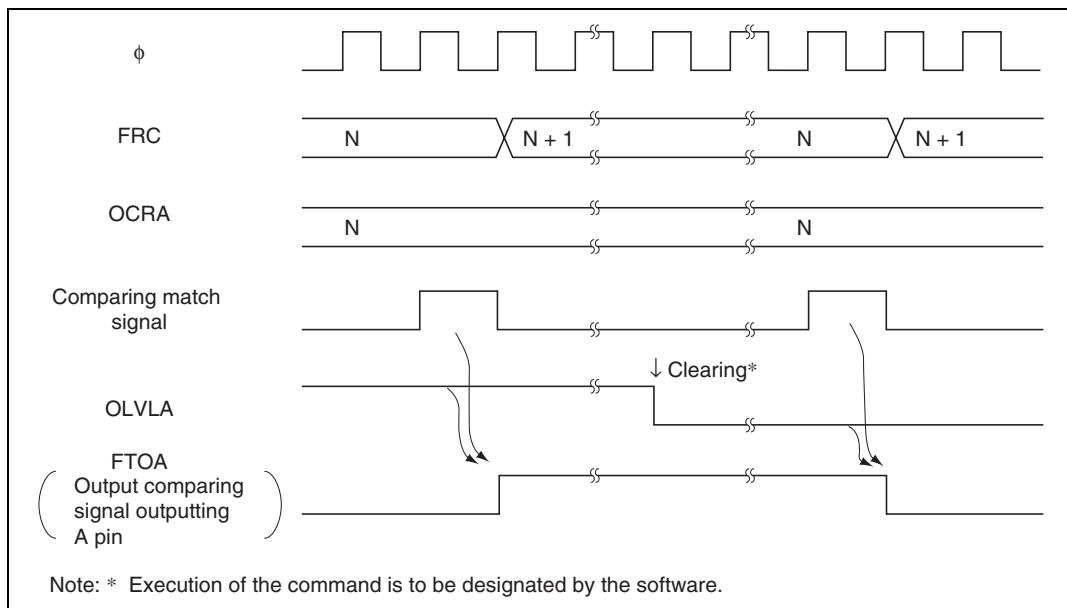 ϕ
FRC
N
N + 1
N
N + 1
OCRA
N
N
Comparing match
signal
↓ Clearing*
OLVLA
FTOA
Output comparing
signal outputting
A pin
Note: * Execution of the command is to be designated by the software.